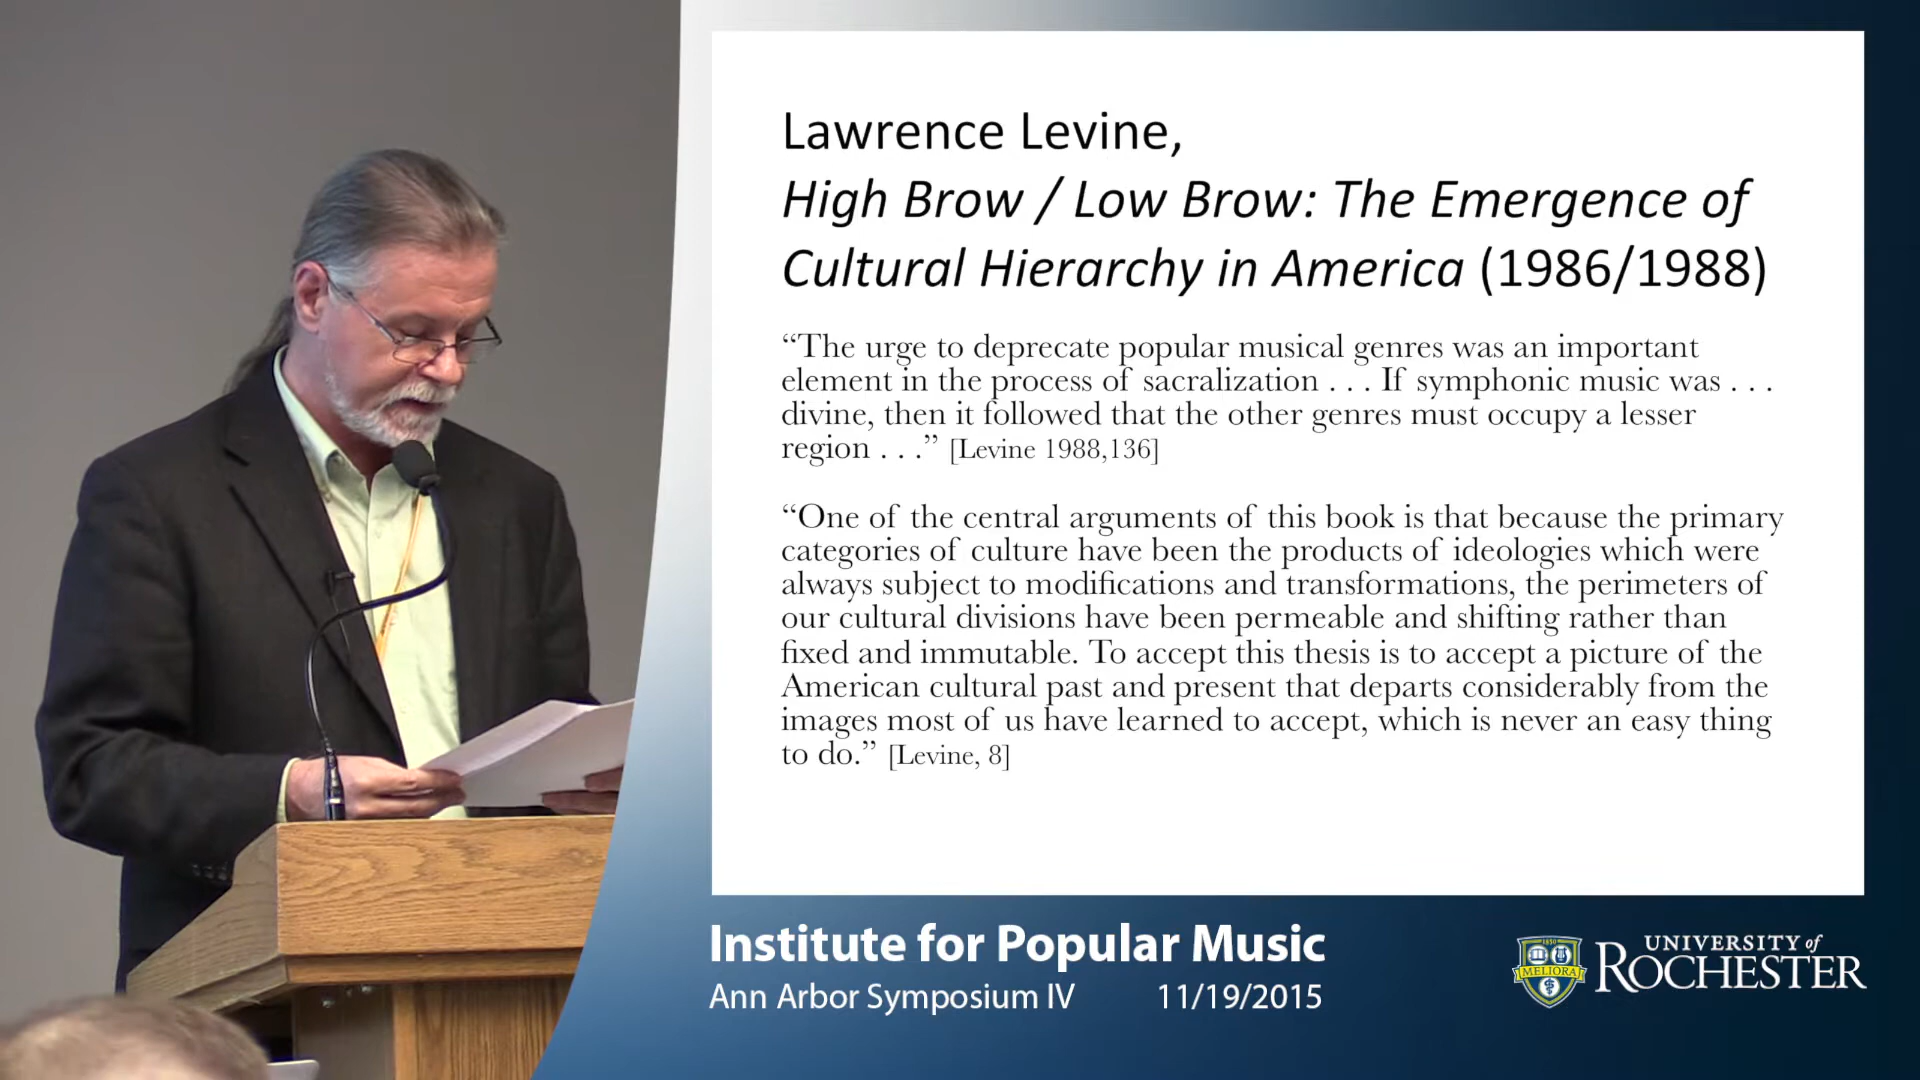 Lawrence Levine,
High Brow / Low Brow: The Emergence of
Cultural Hierarchy in America (1986/1988)
“The urge to deprecate popular musical genres was an important
element in the process of sacralization . . . If symphonic music was . . .
divine, then it followed that the other genres must occupy a lesser
region . . .” [Levine 1988,136]
“One of the central arguments of this book is that because the primary
categories of culture have been the products of ideologies which were
always subject to modifications and transformations, the perimeters of
our cultural divisions have been permeable and shifting rather than
fixed and immutable. To accept this thesis is to accept a picture of the
American cultural past and present that departs considerably from the
images most of us have learned to accept, which is never an easy thing
to do.” [Levine, 8]
Institute for Popular Music
Ann Arbor Symposium IV 11/19/2015
1850
MELIORA
UNIVERSITY of
ROCHESTER